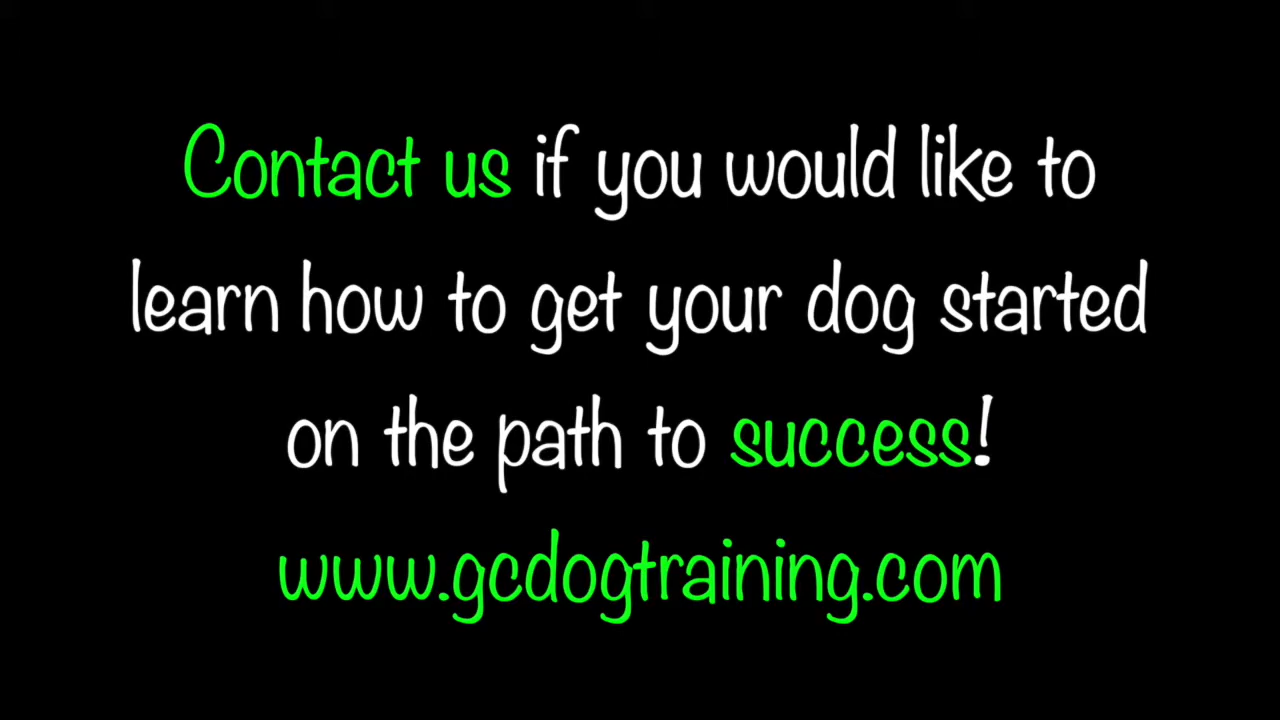 Contact us if you would like to
learn how to get your dog started
on the path to success!
www.gcdogtraining.com